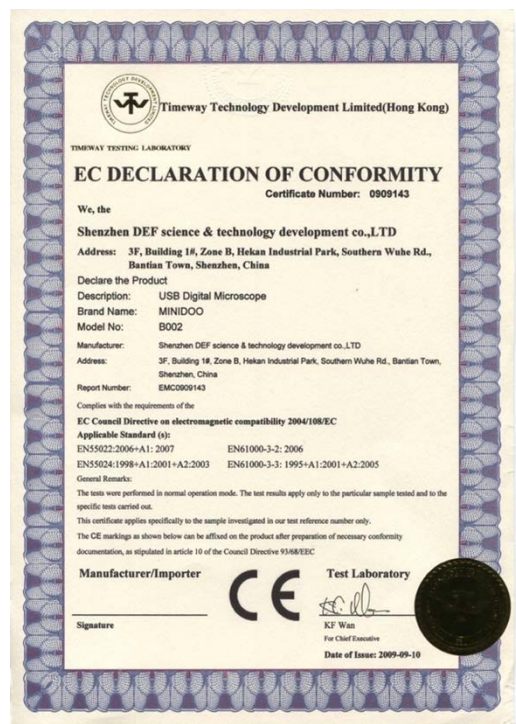 Timeway Technology Development Limited(Hong Kong)
TIMEWAY TESTING LABORATORY
EC DECLARATION OF CONFORMITY
Certificate Number: 0909143
We, the
Shenzhen DEF science & technology development co.,LTD
Address: 3F, Building 1#, Zone B, Hekan Industrial Park, Southern Wuhe Rd.,
Bantian Town, Shenzhen, China
Declare the Product
Description: USB Digital Microscope
Brand Name: MINIDOO
Model No: B002
Manufacturer: Shenzhen DEF science & technology development co.,LTD
Address: 3F, Building 1#, Zone B, Hekan Industrial Park, Southern Wuhe Rd., Bantian Town,
Shenzhen, China
Report Number: EMC0909143
Complies with the requirements of the
EC Council Directive on electromagnetic compatibility 2004/108/EC
Applicable Standard (s):
EN55022:2006+A1: 2007 EN61000-3-2: 2006
EN55024:1998+A1:2001+A2:2003 EN61000-3-3: 1995+A1:2001+A2:2005
General Remarks:
The tests were performed in normal operation mode. The test results apply only to the particular sample tested and to the
specific tests carried out.
This certificate applies specifically to the sample investigated in our test reference number only.
The CE markings as shown below can be affixed on the product after preparation of necessary conformity
documentation, as stipulated in article 10 of the Council Directive 93/68/EEC
Manufacturer/Importer CE Test Laboratory
Signature KF Wan
For Chief Executive
Date of Issue: 2009-09-10